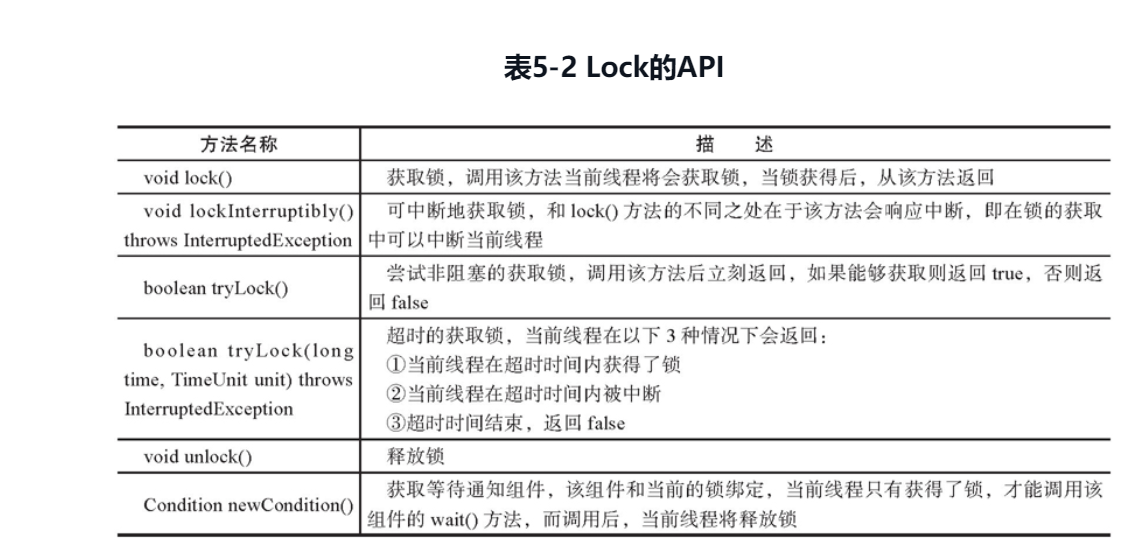 表5-2 Lock的API
方法名称 描 述
void lock() 获取锁，调用该方法当前线程将会获取锁，当锁获得后，从该方法返回
void lockInterruptibly() throws InterruptedException 可中断地获取锁，和 lock() 方法的不同之处在于该方法会响应中断，即在锁的获取
中可以中断当前线程
boolean tryLock() 尝试非阻塞的获取锁，调用该方法后立刻返回，如果能够获取则返回 true，否则返
回 false
boolean tryLock(long
time, TimeUnit unit) throws
InterruptedException
超时的获取锁，当前线程在以下 3 种情况下会返回：
①当前线程在超时时间内获得了锁
②当前线程在超时时间内被中断
③超时时间结束，返回 false
void unlock() 释放锁
Condition newCondition() 获取等待通知组件，该组件和当前的锁绑定，当前线程只有获得了锁，才能调用该
组件的 wait() 方法，而调用后，当前线程将释放锁